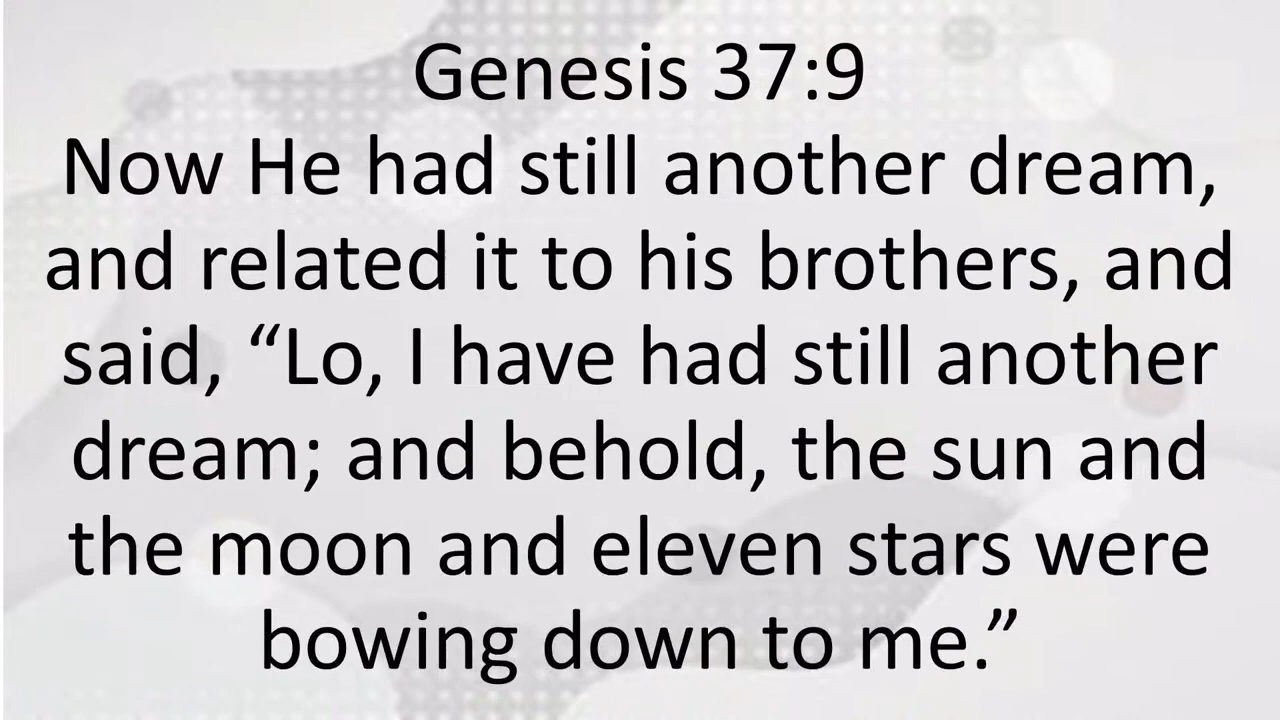 Genesis 37:9
Now He had still another dream,
and related it to his brothers, and
said, “Lo, I have had still another
dream; and behold, the sun and
the moon and eleven stars were
bowing down to me.”